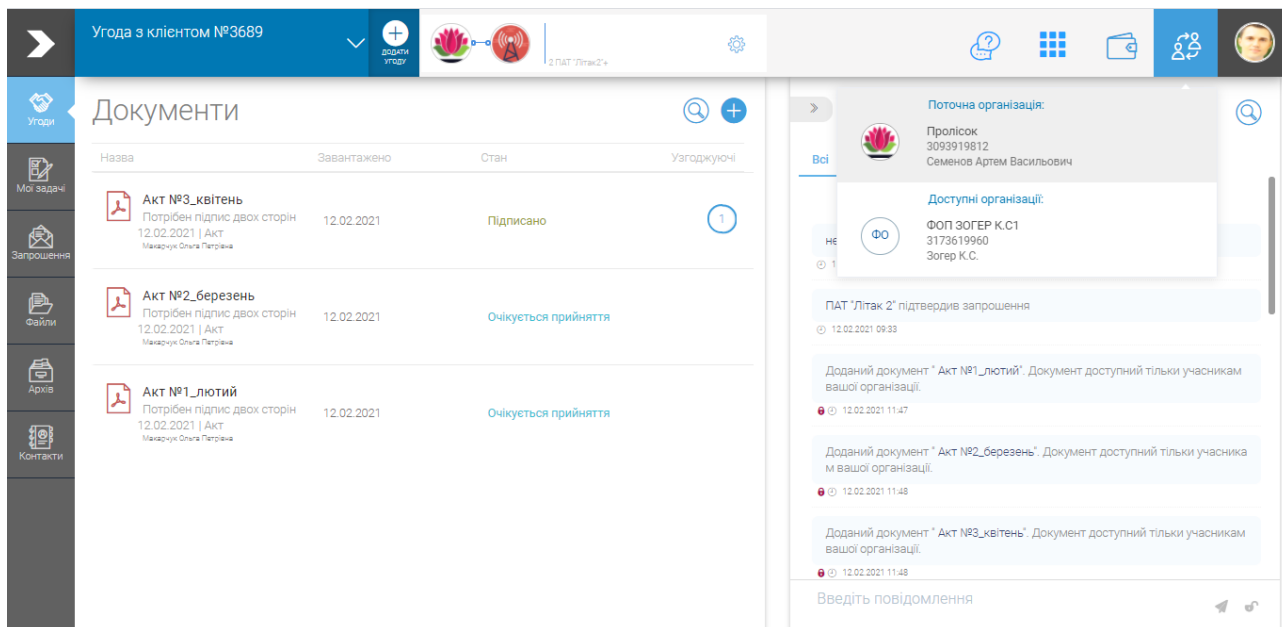 Угода з клієнтом №3689
ДОДАТИ
УГОДУ
2 ПАТ "Літак2"+
Угоди
Мої задачі
Запрошення
Файли
Архів
Контакти
Документи
Назва Завантажено Стан Узгоджуючі
Акт №3_квітень
Потрібен підпис двох сторін
12.02.2021 | Акт
Макарчук Ольга Петрівна
12.02.2021
Підписано
1
Акт №2_березень
Потрібен підпис двох сторін
12.02.2021 | Акт
Макарчук Ольга Петрівна
12.02.2021
Очікується прийняття
Акт №1_лютий
Потрібен підпис двох сторін
12.02.2021 | Акт
Макарчук Ольга Петрівна
12.02.2021
Очікується прийняття
Всі
Поточна організація:
Пролісок
3093919812
Семенов Артем Васильович
Доступні організації:
ФО
ФОП ЗОГЕР К.С1
3173619960
Зогер К.С.
ПАТ "Літак 2" підтвердив запрошення
12.02.2021 09:33
Доданий документ " Акт №1_лютий". Документ доступний тільки учасникам
вашої організації.
12.02.2021 11:47
Доданий документ " Акт №2_березень". Документ доступний тільки учасника
м вашої організації.
12.02.2021 11:48
Доданий документ " Акт №3_квітень". Документ доступний тільки учасникам
вашої організації.
12.02.2021 11:48
Введіть повідомлення